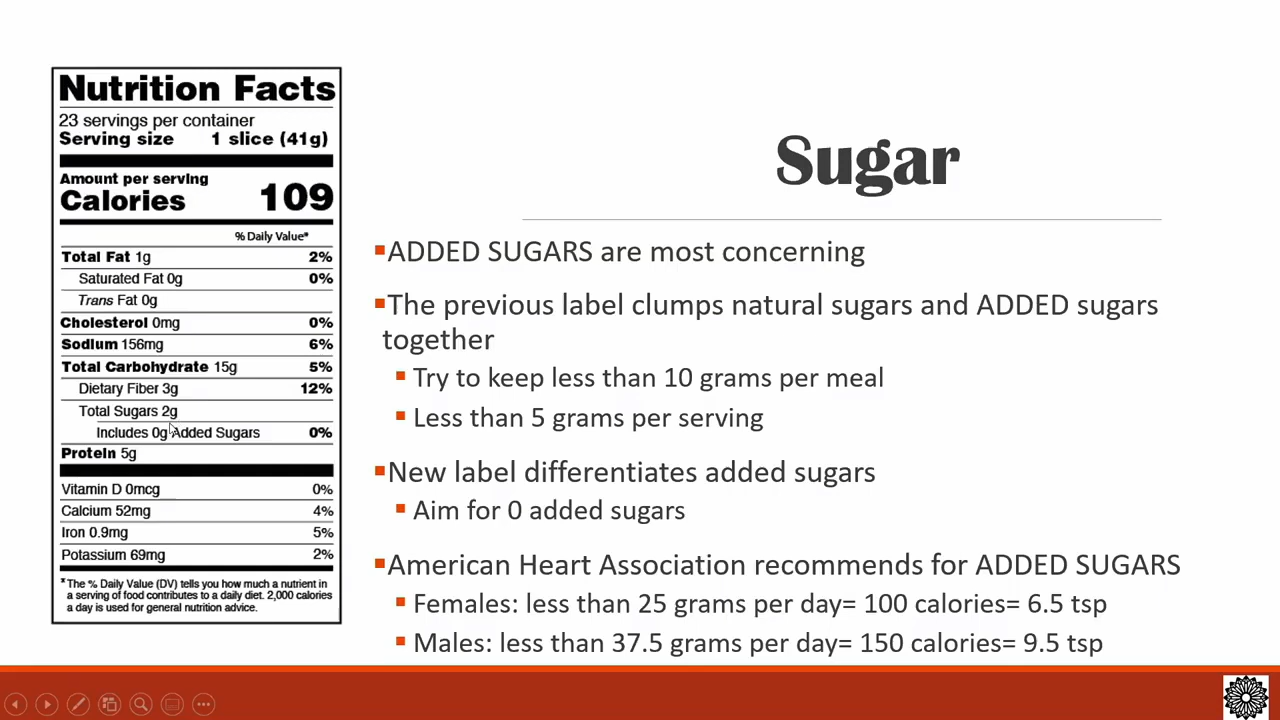 Nutrition Facts
23 servings per container
Serving size 1 slice (41g)
Amount per serving
Calories 109
% Daily Value*
Total Fat 1g 2%
Saturated Fat 0g 0%
Trans Fat 0g
Cholesterol 0mg 0%
Sodium 156mg 6%
Total Carbohydrate 15g 5%
Dietary Fiber 3g 12%
Total Sugars 2g
Includes 0g Added Sugars 0%
Protein 5g
Vitamin D 0mcg 0%
Calcium 52mg 4%
Iron 0.9mg 5%
Potassium 69mg 2%
*The % Daily Value (DV) tells you how much a nutrient in
a serving of food contributes to a daily diet. 2,000 calories
a day is used for general nutrition advice.
Sugar
▪ADDED SUGARS are most concerning
▪The previous label clumps natural sugars and ADDED sugars
together
▪Try to keep less than 10 grams per meal
▪Less than 5 grams per serving
▪New label differentiates added sugars
▪Aim for 0 added sugars
▪American Heart Association recommends for ADDED SUGARS
▪Females: less than 25 grams per day= 100 calories= 6.5 tsp
▪Males: less than 37.5 grams per day= 150 calories= 9.5 tsp